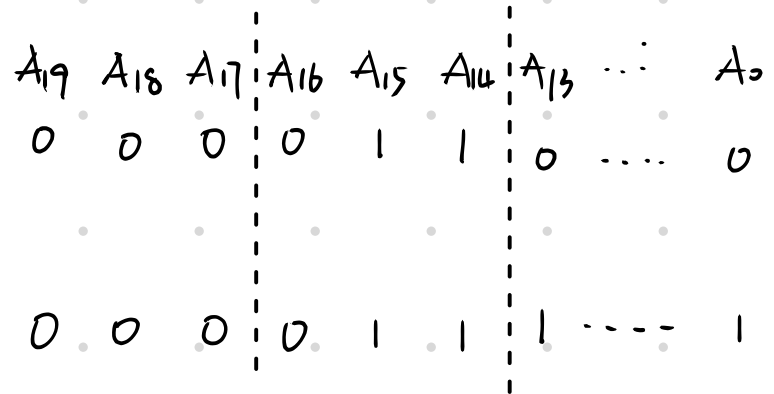 A₁₉ A₁₈ A₁₇ A₁₆ A₁₅ A₁₄ A₁₃ ... A₀
0 0 0 0 1 1 0 .... 0
0 0 0 0 1 1 1 ---- 1